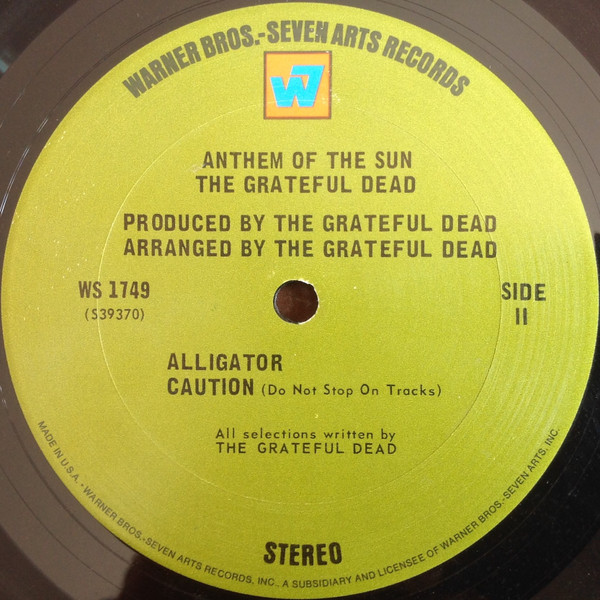 WARNER BROS.-SEVEN ARTS RECORDS
W7
ANTHEM OF THE SUN
THE GRATEFUL DEAD
PRODUCED BY THE GRATEFUL DEAD
ARRANGED BY THE GRATEFUL DEAD
WS 1749
(S39370)
SIDE
II
ALLIGATOR
CAUTION (Do Not Stop On Tracks)
All selections written by
THE GRATEFUL DEAD
STEREO
MADE IN U.S.A. • WARNER BROS.-SEVEN ARTS RECORDS, INC., A SUBSIDIARY AND LICENSEE OF WARNER BROS.-SEVEN ARTS, INC.